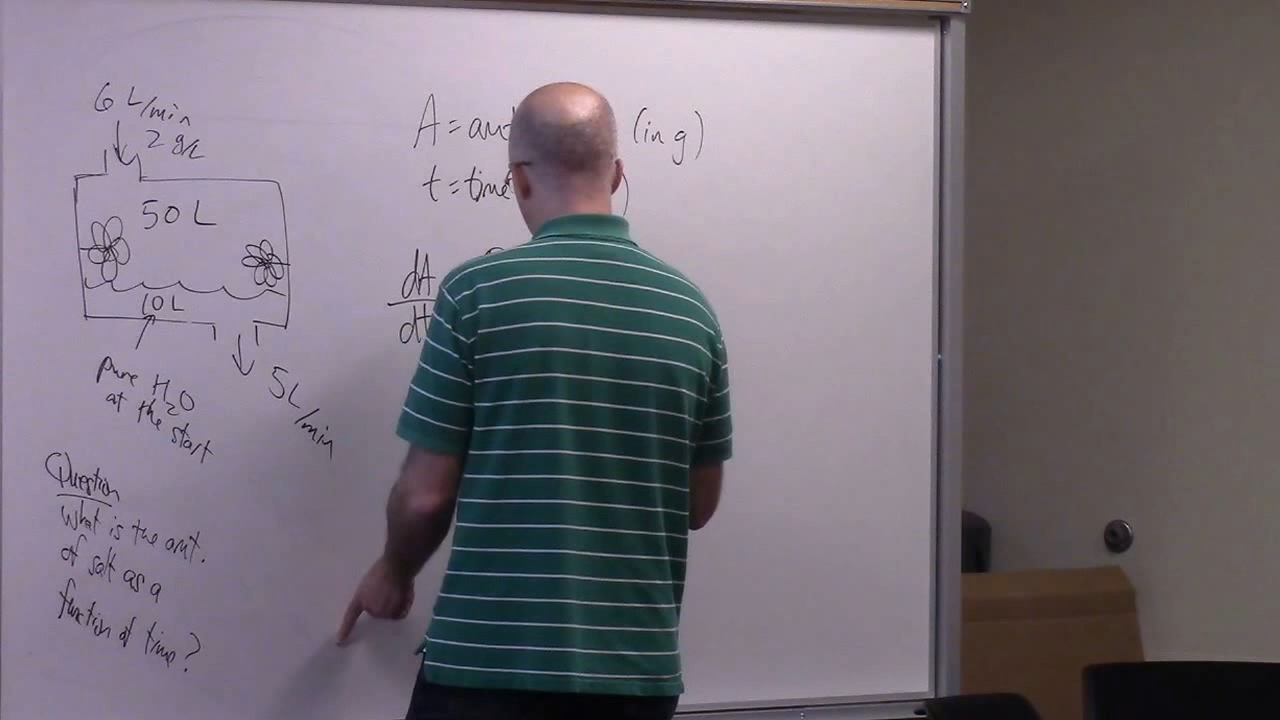 6 L/min
2 g/L
50 L
10 L
pure H2O
at the start
5 L/min
Question
What is the amt.
of salt as a
function of time?
A = amt (in g)
t = time )
dA
dt